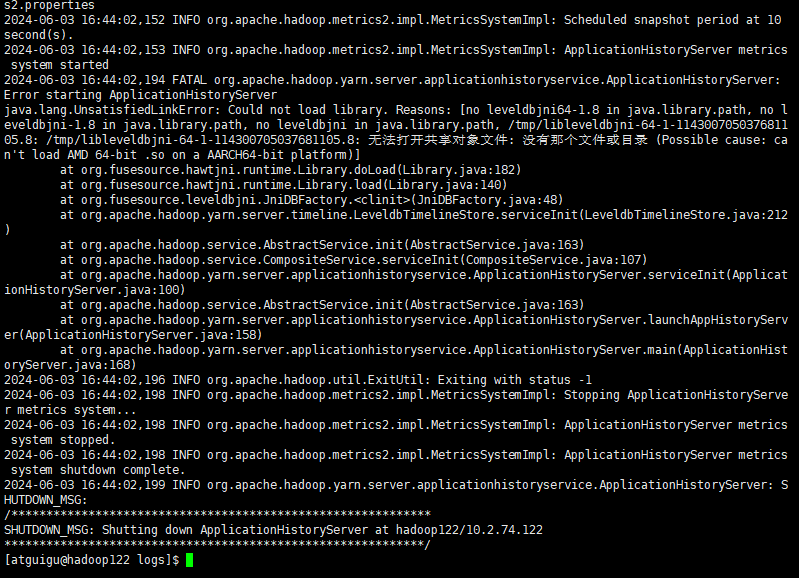 s2.properties
2024-06-03 16:44:02,152 INFO org.apache.hadoop.metrics2.impl.MetricsSystemImpl: Scheduled snapshot period at 10
second(s).
2024-06-03 16:44:02,153 INFO org.apache.hadoop.metrics2.impl.MetricsSystemImpl: ApplicationHistoryServer metrics
 system started
2024-06-03 16:44:02,194 FATAL org.apache.hadoop.yarn.server.applicationhistoryservice.ApplicationHistoryServer:
Error starting ApplicationHistoryServer
java.lang.UnsatisfiedLinkError: Could not load library. Reasons: [no leveldbjni64-1.8 in java.library.path, no l
eveldbjni-1.8 in java.library.path, no leveldbjni in java.library.path, /tmp/libleveldbjni-64-1-1143007050376811
05.8: /tmp/libleveldbjni-64-1-114300705037681105.8: 无法打开共享对象文件: 没有那个文件或目录 (Possible cause: ca
n't load AMD 64-bit .so on a AARCH64-bit platform)]
        at org.fusesource.hawtjni.runtime.Library.doLoad(Library.java:182)
        at org.fusesource.hawtjni.runtime.Library.load(Library.java:140)
        at org.fusesource.leveldbjni.JniDBFactory.<clinit>(JniDBFactory.java:48)
        at org.apache.hadoop.yarn.server.timeline.LeveldbTimelineStore.serviceInit(LeveldbTimelineStore.java:212
)
        at org.apache.hadoop.service.AbstractService.init(AbstractService.java:163)
        at org.apache.hadoop.service.CompositeService.serviceInit(CompositeService.java:107)
        at org.apache.hadoop.yarn.server.applicationhistoryservice.ApplicationHistoryServer.serviceInit(Applicat
ionHistoryServer.java:100)
        at org.apache.hadoop.service.AbstractService.init(AbstractService.java:163)
        at org.apache.hadoop.yarn.server.applicationhistoryservice.ApplicationHistoryServer.launchAppHistoryServ
er(ApplicationHistoryServer.java:158)
        at org.apache.hadoop.yarn.server.applicationhistoryservice.ApplicationHistoryServer.main(ApplicationHist
oryServer.java:168)
2024-06-03 16:44:02,196 INFO org.apache.hadoop.util.ExitUtil: Exiting with status -1
2024-06-03 16:44:02,198 INFO org.apache.hadoop.metrics2.impl.MetricsSystemImpl: Stopping ApplicationHistoryServe
r metrics system...
2024-06-03 16:44:02,198 INFO org.apache.hadoop.metrics2.impl.MetricsSystemImpl: ApplicationHistoryServer metrics
 system stopped.
2024-06-03 16:44:02,198 INFO org.apache.hadoop.metrics2.impl.MetricsSystemImpl: ApplicationHistoryServer metrics
 system shutdown complete.
2024-06-03 16:44:02,199 INFO org.apache.hadoop.yarn.server.applicationhistoryservice.ApplicationHistoryServer: S
HUTDOWN_MSG:
/************************************************************
SHUTDOWN_MSG: Shutting down ApplicationHistoryServer at hadoop122/10.2.74.122
************************************************************/
[atguigu@hadoop122 logs]$